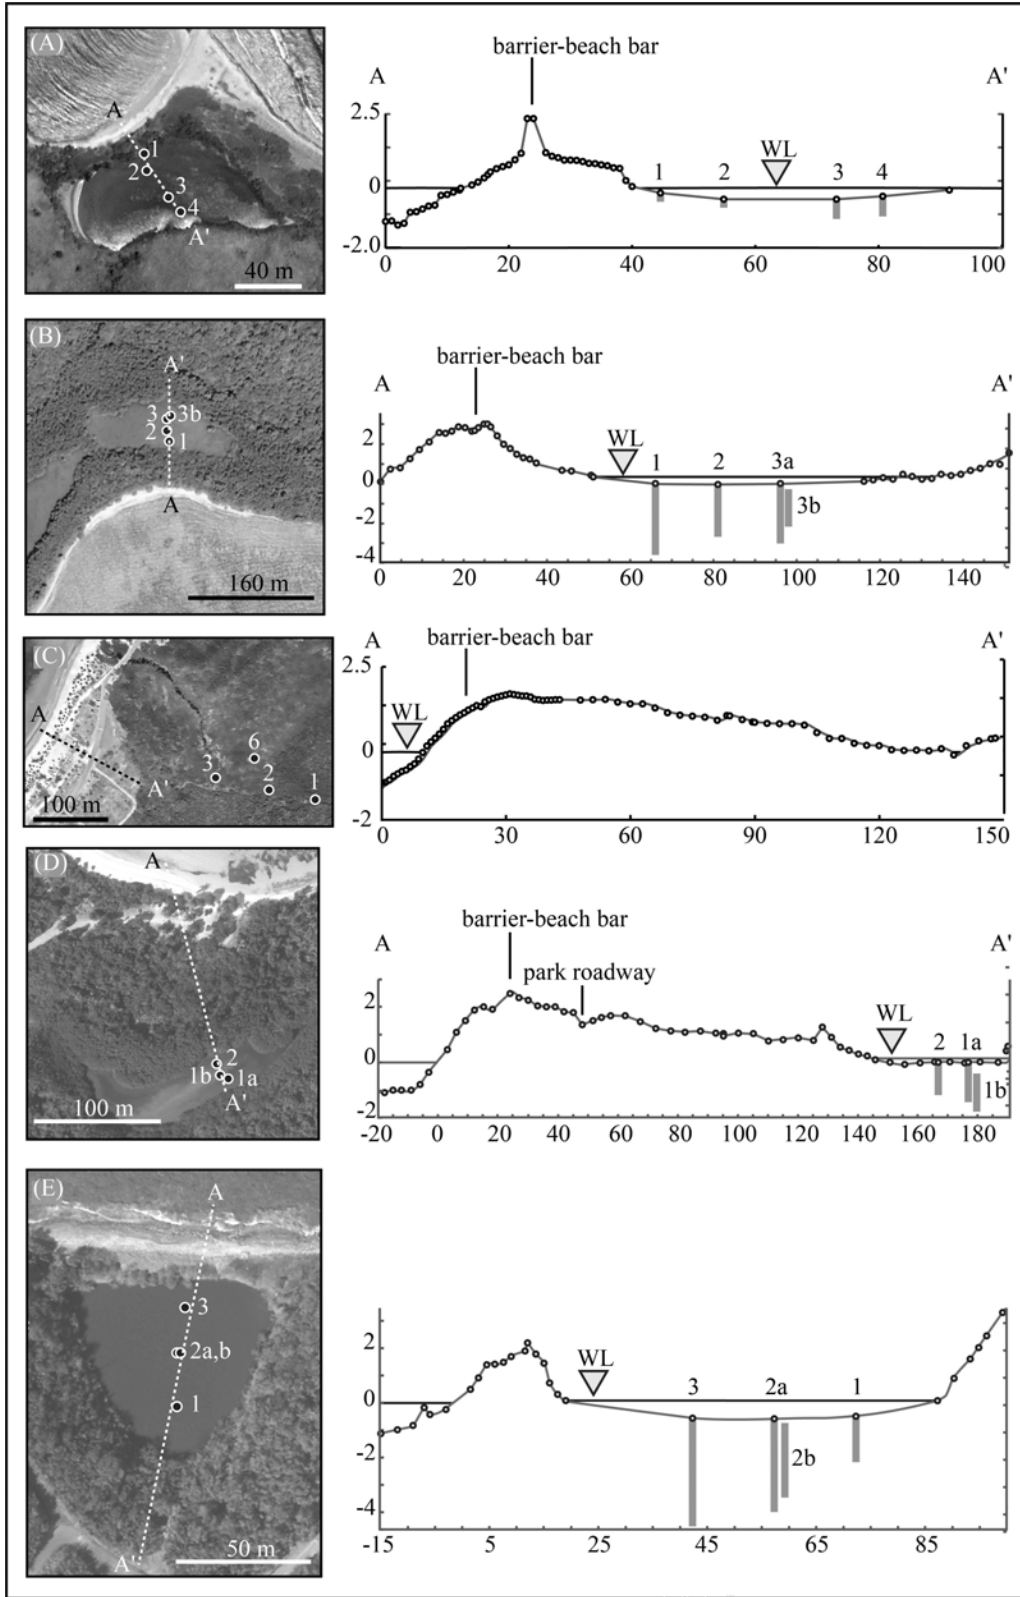 (A)
A
1
2
3
4
A'
40 m
barrier-beach bar
A
A'
2.5
WL
1
2
3
4
0
-2.0
0
20
40
60
80
100
(B)
A'
3
3b
2
1
A
160 m
barrier-beach bar
A
A'
2
WL
1
2
3a
0
3b
-2
-4
0
20
40
60
80
100
120
140
(C)
A
6
3
2
1
A'
100 m
barrier-beach bar
A
A'
2.5
WL
0
-2
0
30
60
90
120
150
(D)
A
2
1b
1a
A'
100 m
barrier-beach bar
A
A'
park roadway
2
WL
2
1a
0
1b
-2
-20
0
20
40
60
80
100
120
140
160
180
(E)
A
3
2a,b
1
A'
50 m
2
WL
3
2a
1
0
2b
-2
-4
-15
5
25
45
65
85